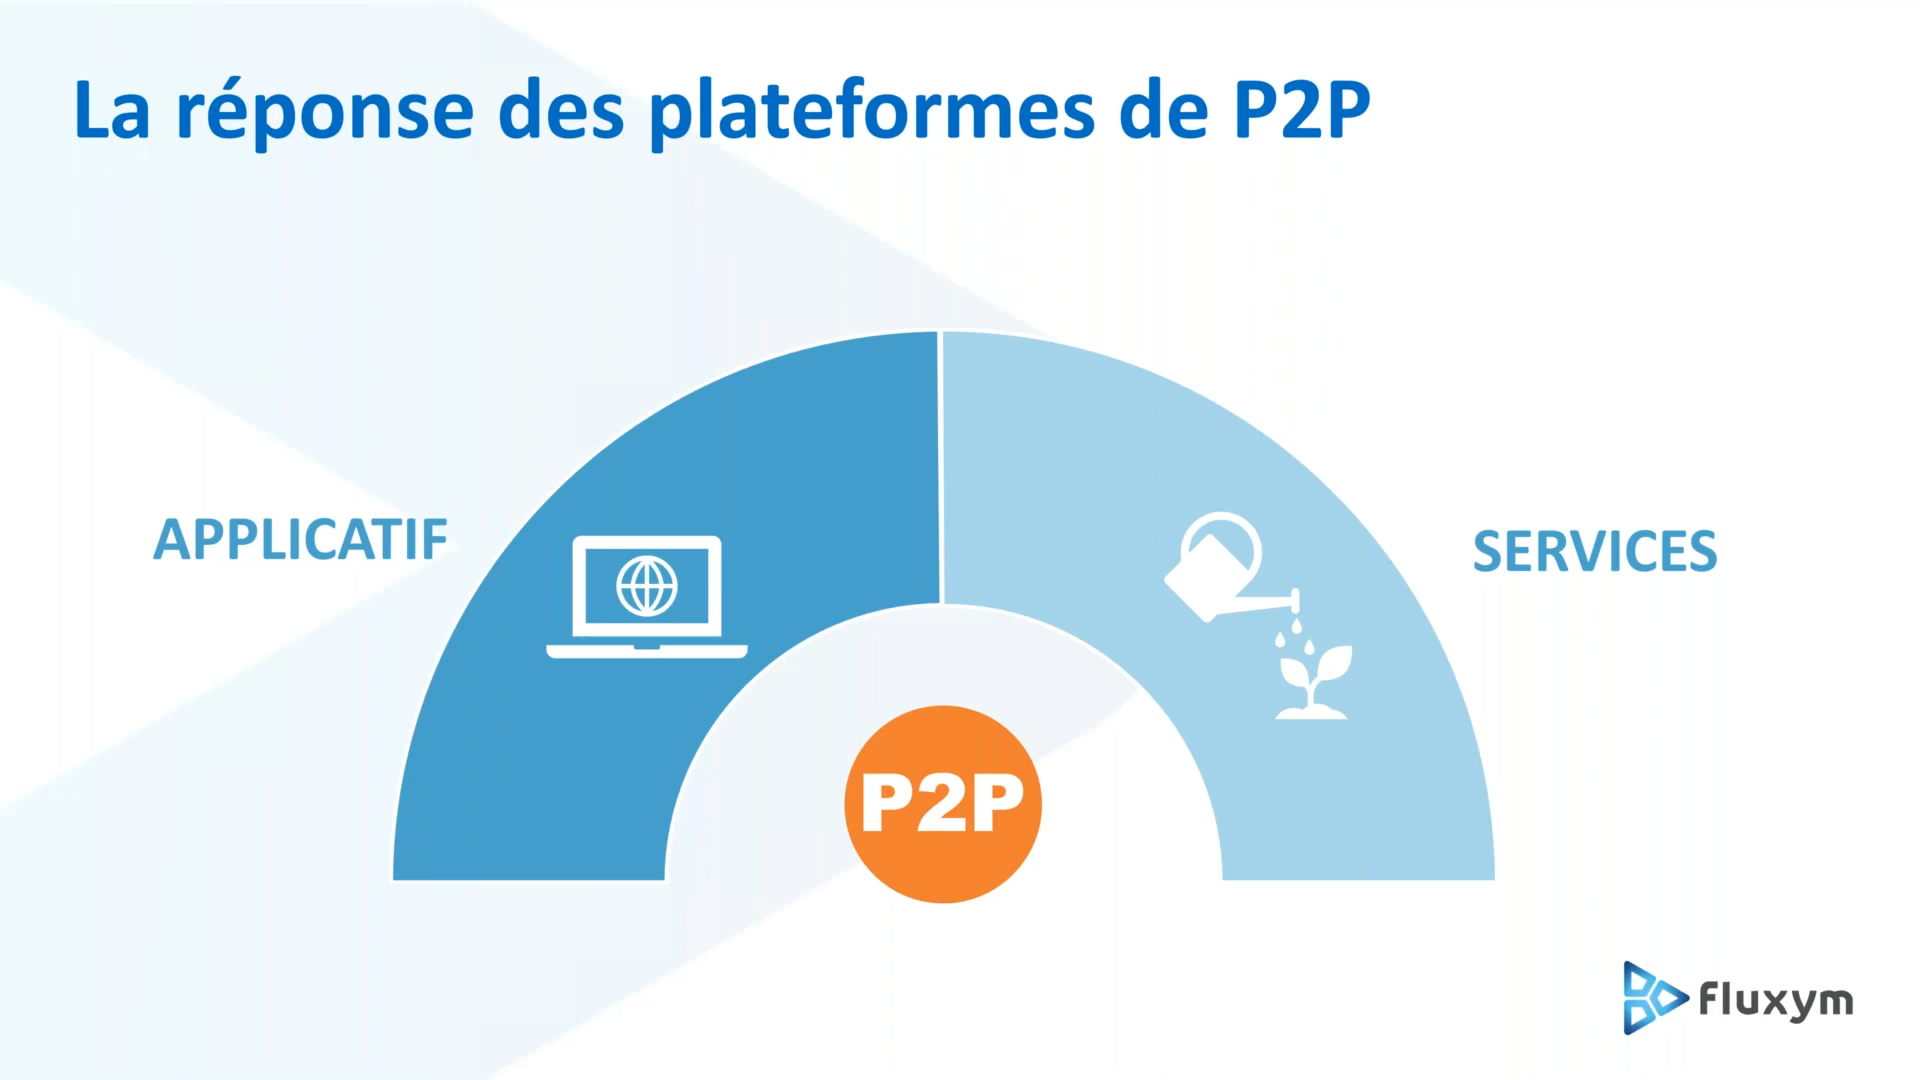 La réponse des plateformes de P2P
APPLICATIF
SERVICES
P2P
fluxym